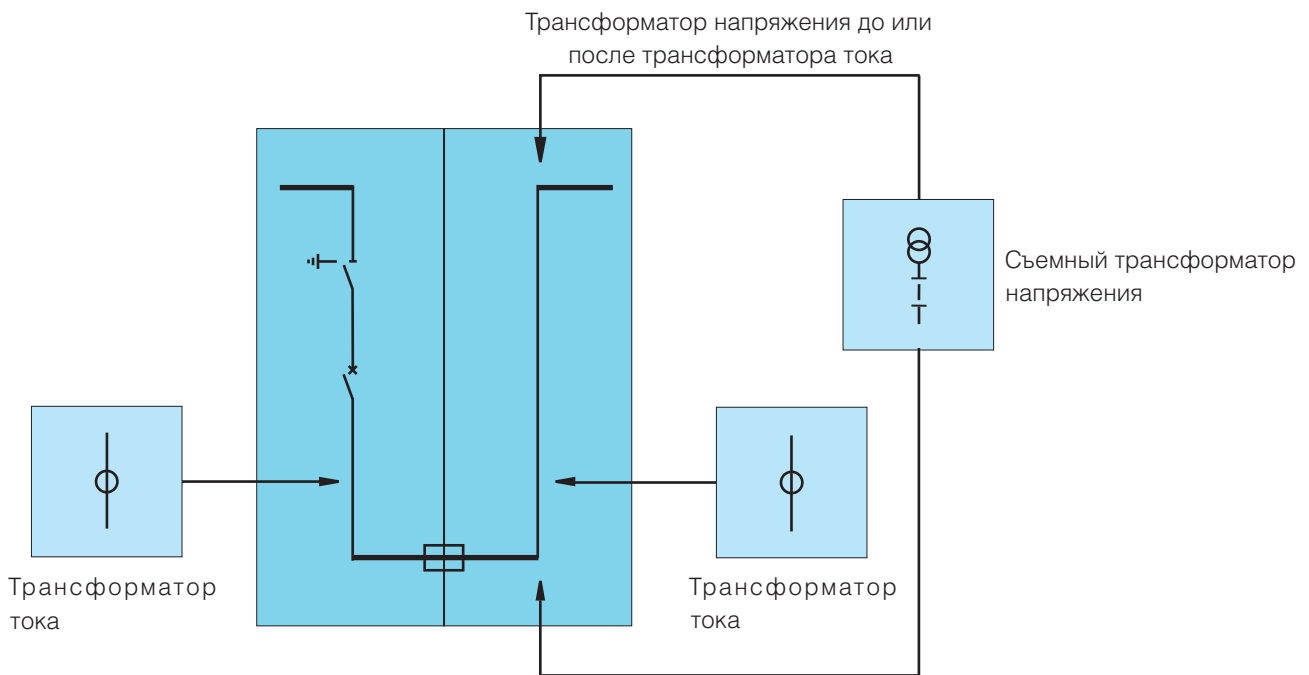 Трансформатор напряжения до или
после трансформатора тока
Съемный трансформатор
напряжения
Трансформатор
тока
Трансформатор
тока